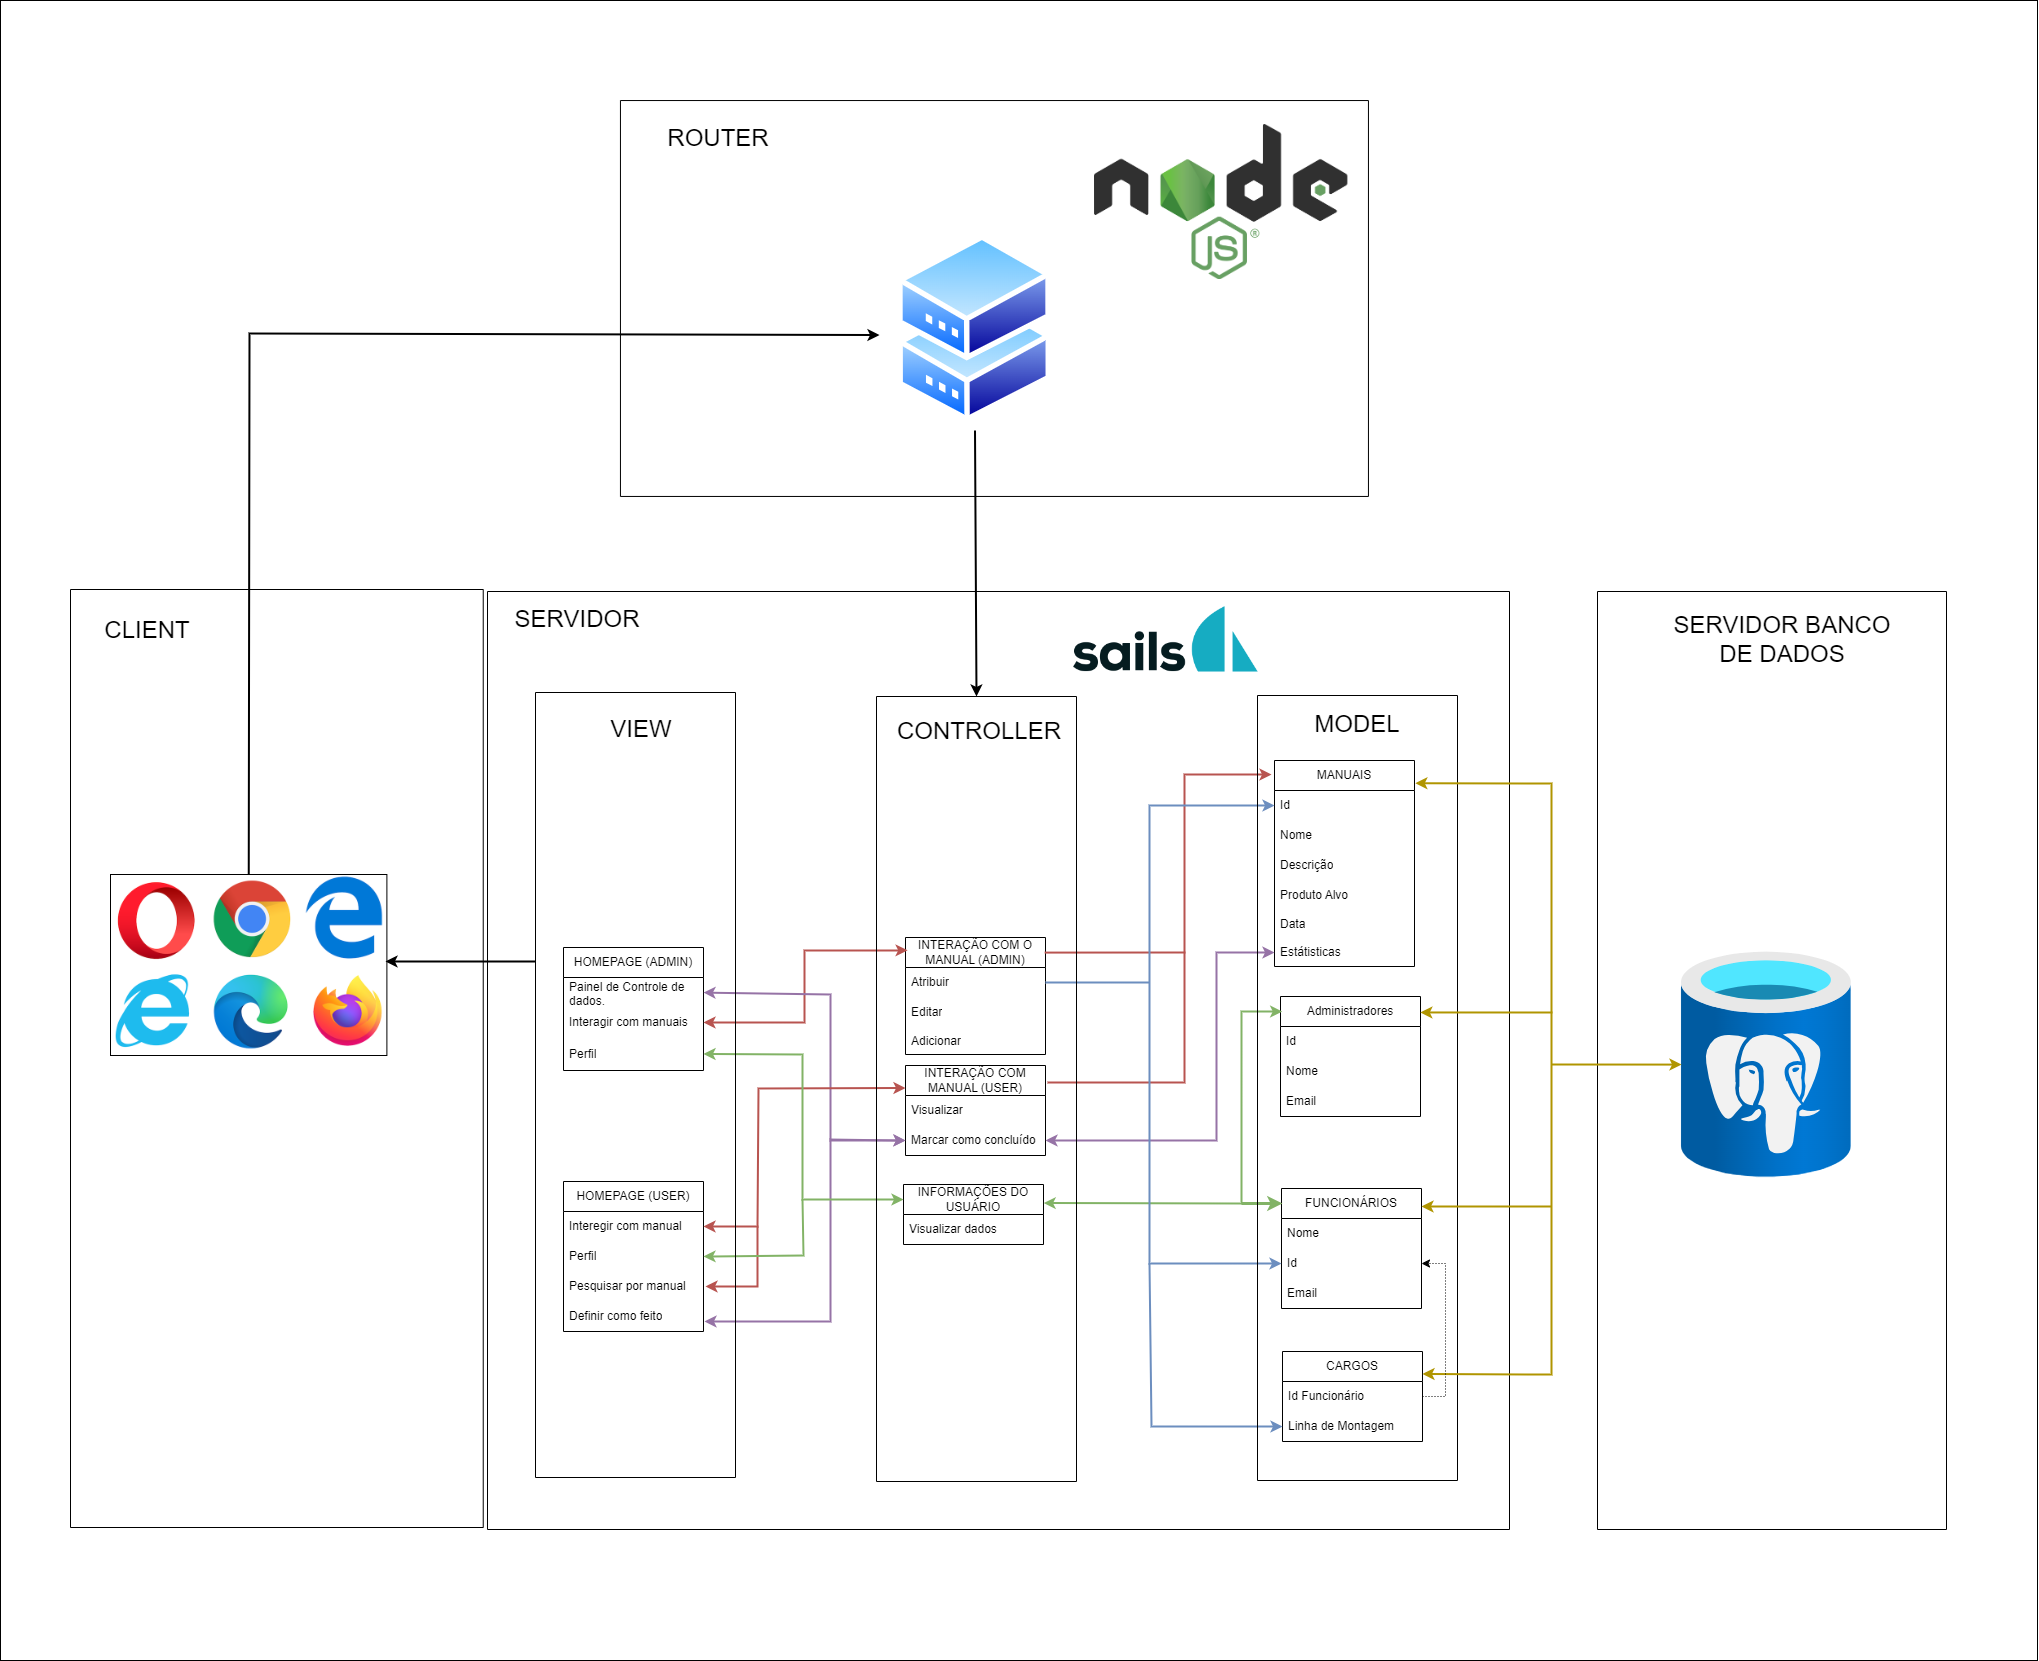 ROUTER
node
JS
®
CLIENT
SERVIDOR
sails
SERVIDOR BANCO
DE DADOS
VIEW
HOMEPAGE (ADMIN)
Painel de Controle de
dados.
Interagir com manuais
Perfil
HOMEPAGE (USER)
Interegir com manual
Perfil
Pesquisar por manual
Definir como feito
CONTROLLER
INTERAÇÃO COM O
MANUAL (ADMIN)
Atribuir
Editar
Adicionar
INTERAÇÃO COM
MANUAL (USER)
Visualizar
Marcar como concluído
INFORMAÇÕES DO
USUÁRIO
Visualizar dados
MODEL
MANUAIS
Id
Nome
Descrição
Produto Alvo
Data
Estátisticas
Administradores
Id
Nome
Email
FUNCIONÁRIOS
Nome
Id
Email
CARGOS
Id Funcionário
Linha de Montagem